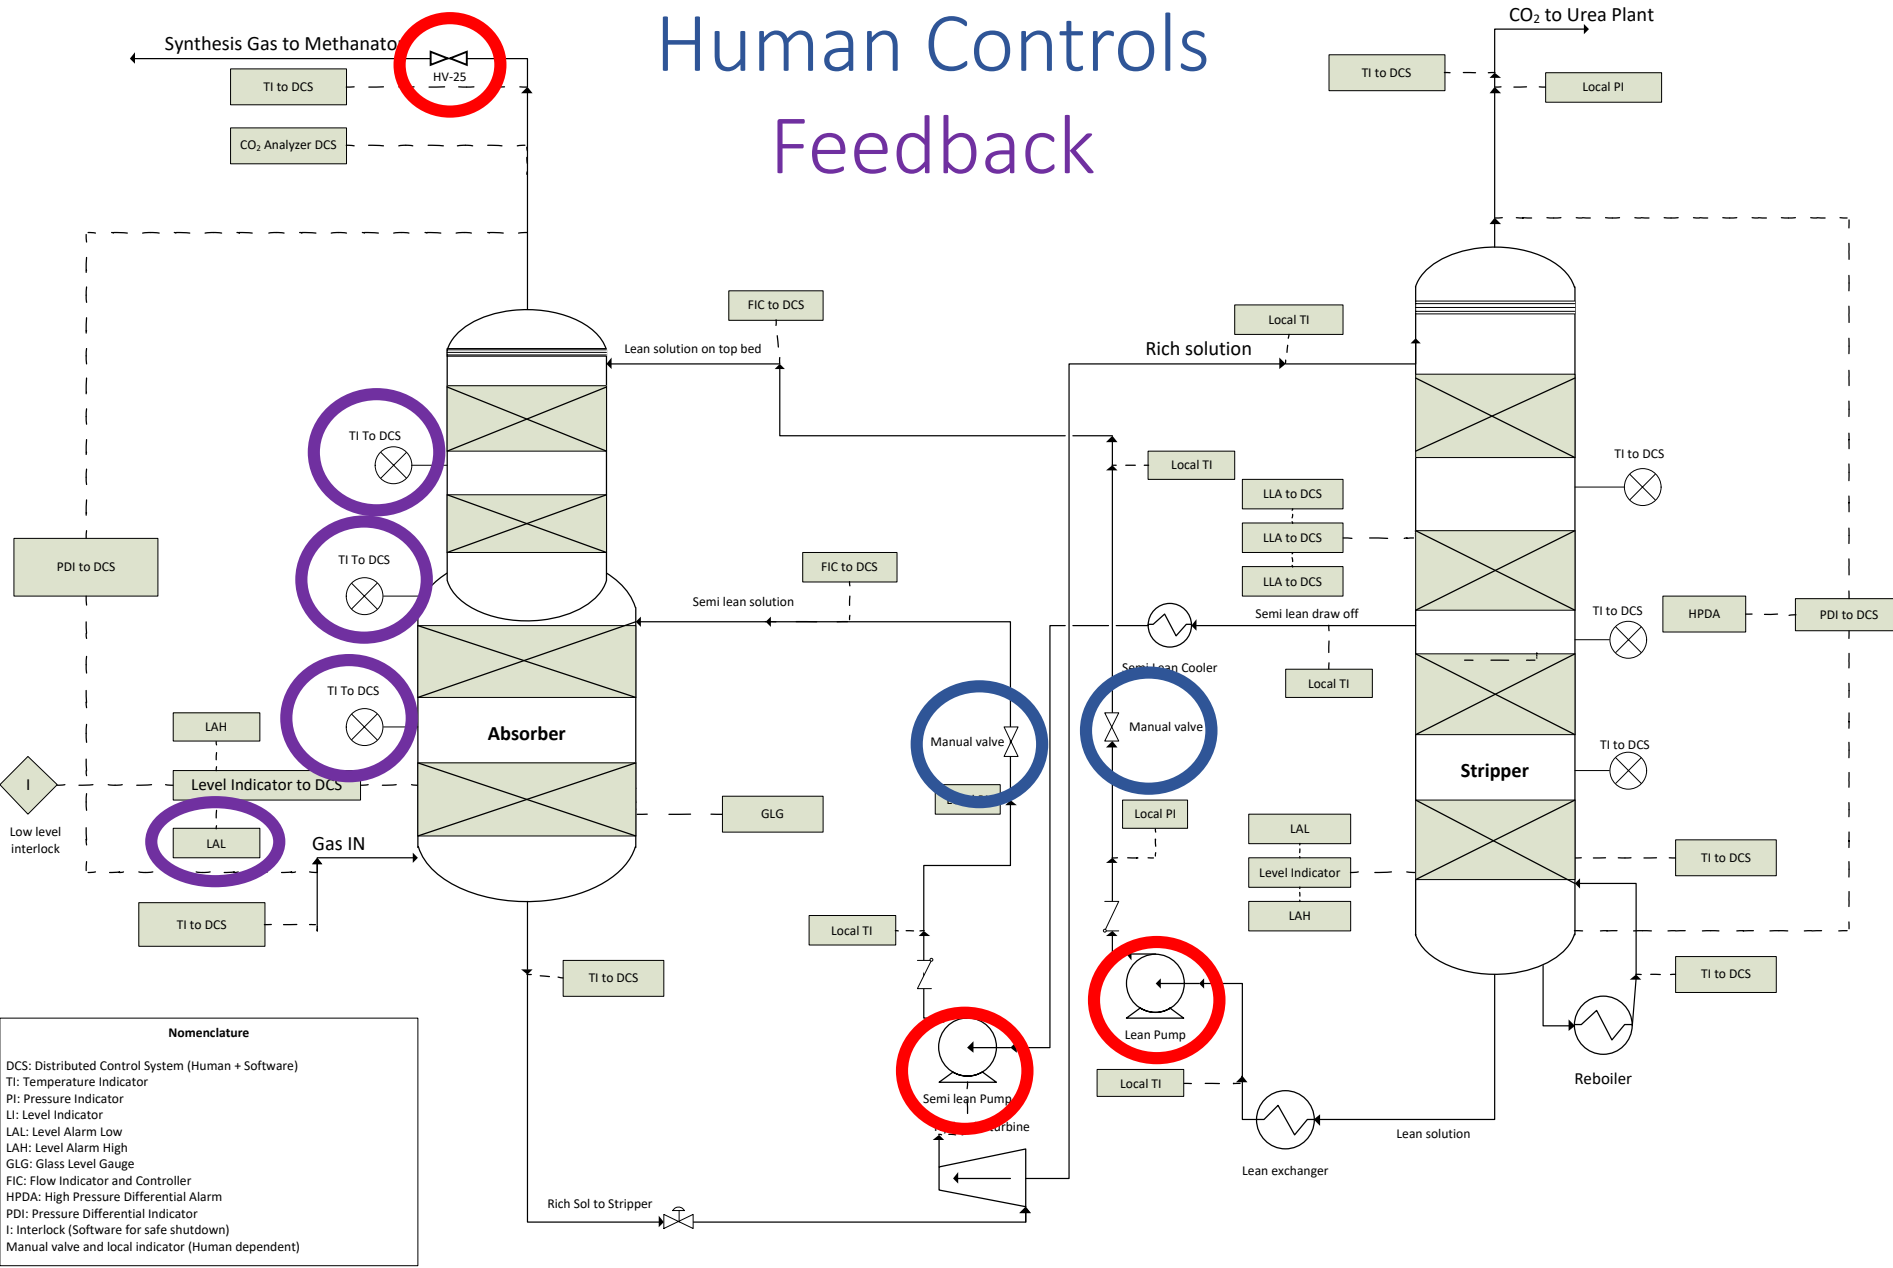 Human Controls
Feedback
Synthesis Gas to Methanato
HV-25
TI to DCS
CO₂ Analyzer DCS
CO₂ to Urea Plant
TI to DCS
Local PI
FIC to DCS
Lean solution on top bed
Local TI
Rich solution
TI To DCS
Local TI
TI to DCS
LLA to DCS
LLA to DCS
LLA to DCS
PDI to DCS
TI To DCS
FIC to DCS
Semi lean solution
Semi lean draw off
TI to DCS
HPDA
PDI to DCS
Semi Lean Cooler
Local TI
TI To DCS
LAH
Absorber
Manual valve
Manual valve
TI to DCS
Stripper
I
Level Indicator to DCS
Low level
interlock
LAL
Gas IN
GLG
Local PI
LAL
Level Indicator
LAH
TI to DCS
TI to DCS
Local TI
TI to DCS
TI to DCS
Lean Pump
Semi lean Pump
Local TI
Reboiler
Lean solution
Lean exchanger
Rich Sol to Stripper
Nomenclature
DCS: Distributed Control System (Human + Software)
TI: Temperature Indicator
PI: Pressure Indicator
LI: Level Indicator
LAL: Level Alarm Low
LAH: Level Alarm High
GLG: Glass Level Gauge
FIC: Flow Indicator and Controller
HPDA: High Pressure Differential Alarm
PDI: Pressure Differential Indicator
I: Interlock (Software for safe shutdown)
Manual valve and local indicator (Human dependent)